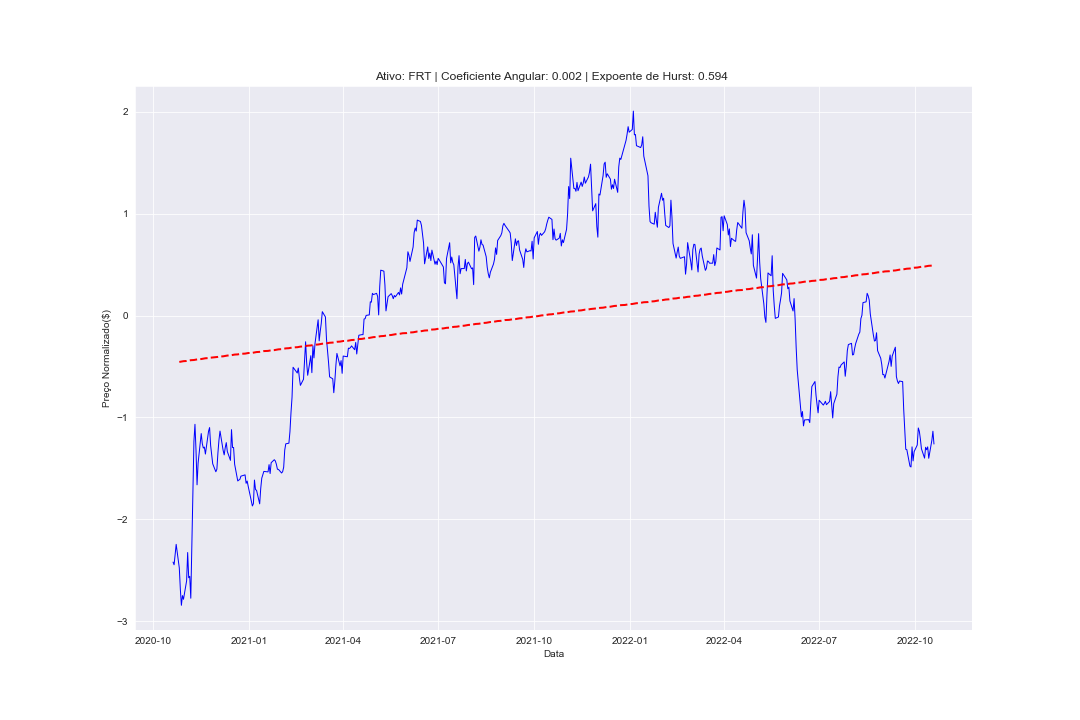 Ativo: FRT | Coeficiente Angular: 0.002 | Expoente de Hurst: 0.594
2
1
0
−1
−2
−3
Preço Normalizado($)
2020-10 2021-01 2021-04 2021-07 2021-10 2022-01 2022-04 2022-07 2022-10
Data